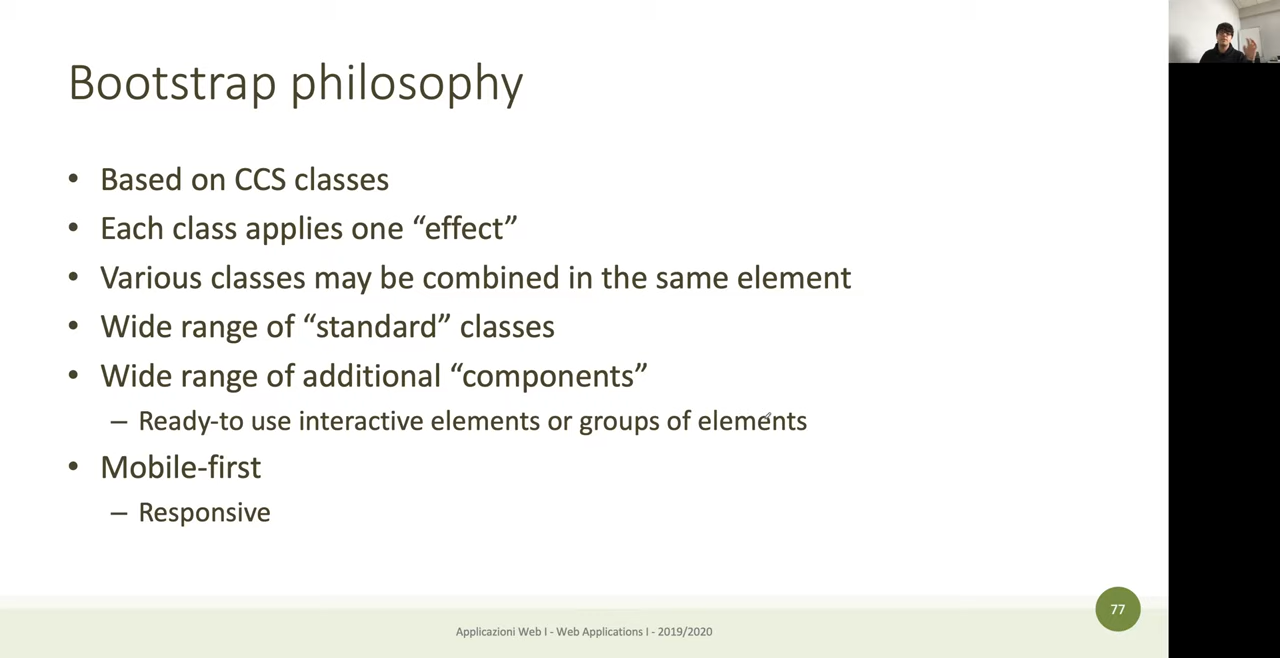 Bootstrap philosophy
• Based on CCS classes
• Each class applies one “effect”
• Various classes may be combined in the same element
• Wide range of “standard” classes
• Wide range of additional “components”
– Ready-to use interactive elements or groups of elements
• Mobile-first
– Responsive
77
Applicazioni Web I - Web Applications I - 2019/2020